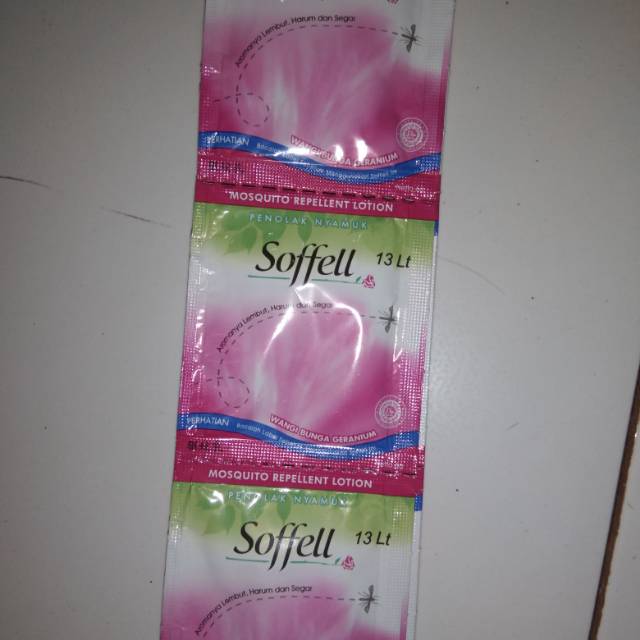 Aromanya Lembut, Harum dan Segar
WANGI BUNGA GERANIUM
PERHATIAN
MOSQUITO REPELLENT LOTION
PENOLAK NYAMUK
Soffell
13 Lt
Aromanya Lembut, Harum dan Segar
WANGI BUNGA GERANIUM
PERHATIAN Bacalah Label
MOSQUITO REPELLENT LOTION
PENOLAK NYAMUK
Soffell
13 Lt
Aromanya Lembut, Harum dan Segar